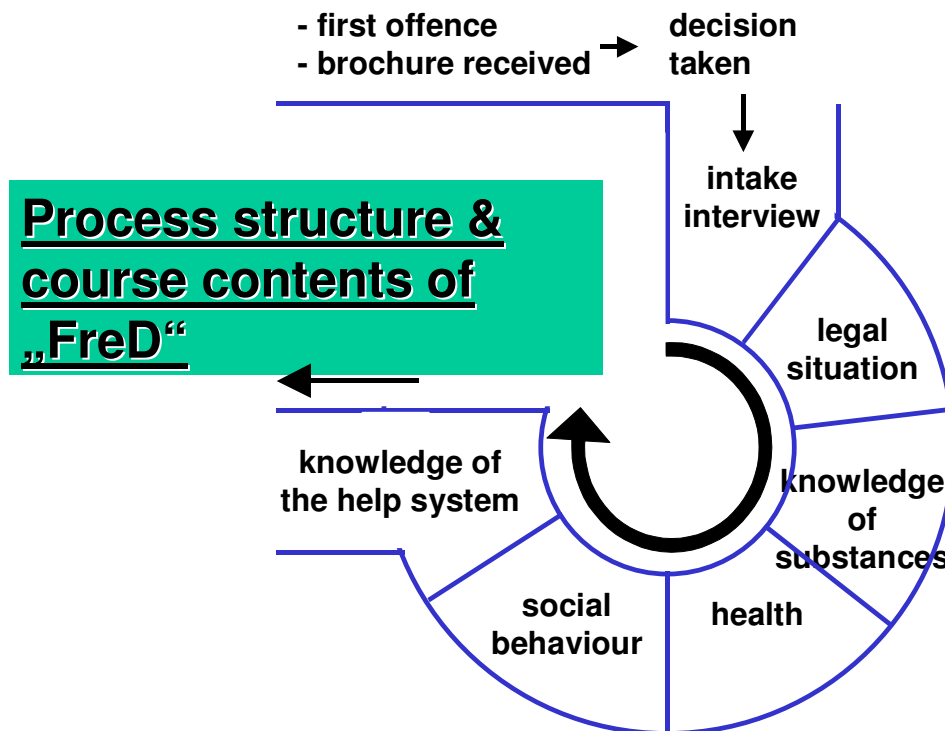 - first offence
- brochure received
decision
taken
intake
interview
Process structure &
course contents of
„FreD“
legal
situation
knowledge of
the help system
knowledge
of
substances
social
behaviour
health